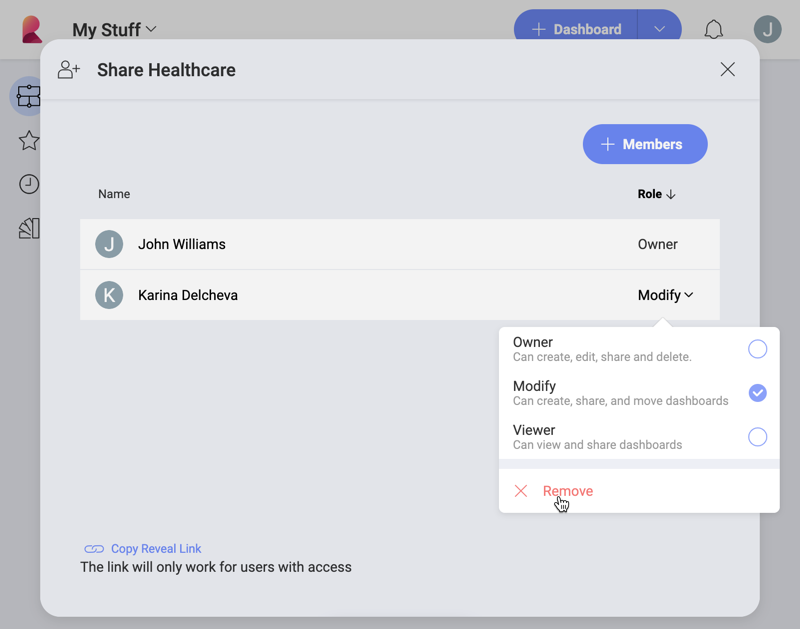 My Stuff
Dashboard
J
Share Healthcare
Members
Name Role
J John Williams Owner
K Karina Delcheva Modify
Owner
Can create, edit, share and delete.
Modify
Can create, share, and move dashboards
Viewer
Can view and share dashboards
Remove
Copy Reveal Link
The link will only work for users with access